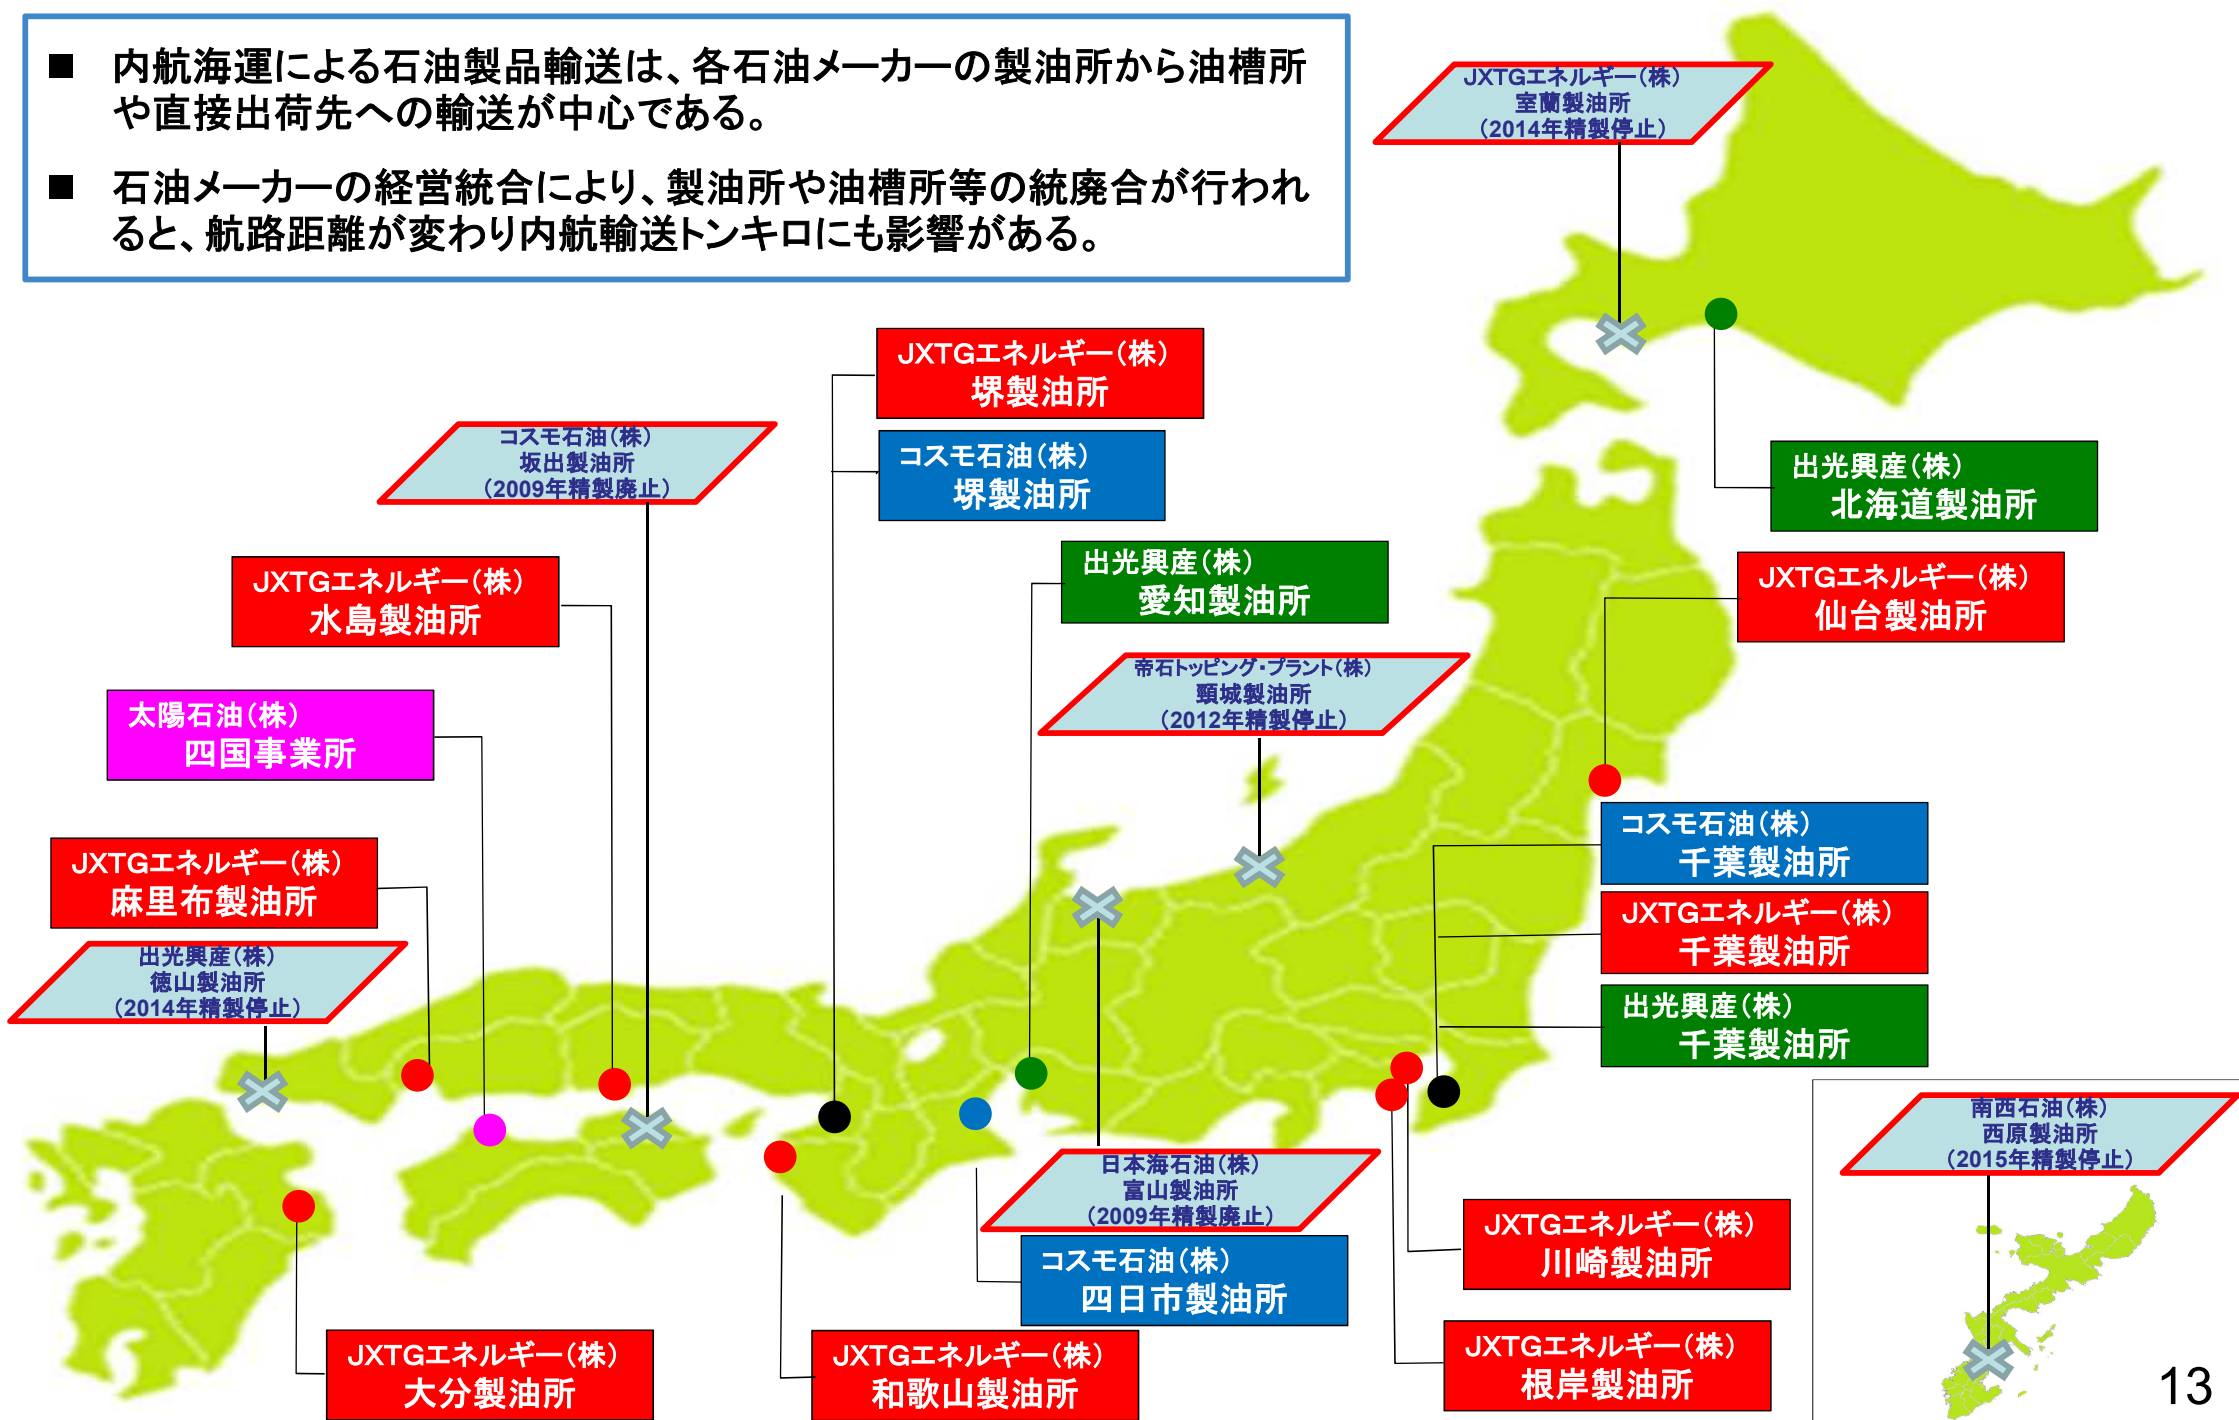 ■ 内航海運による石油製品輸送は、各石油メーカーの製油所から油槽所
や直接出荷先への輸送が中心である。
■ 石油メーカーの経営統合により、製油所や油槽所等の統廃合が行われ
ると、航路距離が変わり内航輸送トンキロにも影響がある。
JXTGエネルギー(株)
室蘭製油所
(2014年精製停止)
JXTGエネルギー(株)
堺製油所
コスモ石油(株)
坂出製油所
(2009年精製廃止)
コスモ石油(株)
堺製油所
出光興産(株)
北海道製油所
JXTGエネルギー(株)
水島製油所
出光興産(株)
愛知製油所
JXTGエネルギー(株)
仙台製油所
帝石トッピング・プラント(株)
頸城製油所
(2012年精製停止)
太陽石油(株)
四国事業所
コスモ石油(株)
千葉製油所
JXTGエネルギー(株)
麻里布製油所
JXTGエネルギー(株)
千葉製油所
出光興産(株)
徳山製油所
(2014年精製停止)
出光興産(株)
千葉製油所
南西石油(株)
西原製油所
(2015年精製停止)
日本海石油(株)
富山製油所
(2009年精製廃止)
JXTGエネルギー(株)
川崎製油所
コスモ石油(株)
四日市製油所
JXTGエネルギー(株)
大分製油所
JXTGエネルギー(株)
和歌山製油所
JXTGエネルギー(株)
根岸製油所
13